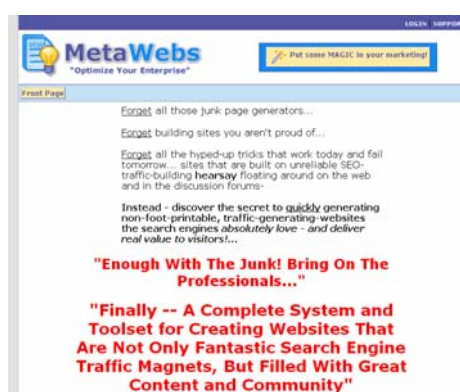 LOGIN SUPPOR
MetaWebs
"Optimize Your Enterprise"
Put some MAGIC in your marketing!
Front Page
Forget all those junk page generators...
Forget building sites you aren't proud of...
Forget all the hyped-up tricks that work today and fail
tomorrow... sites that are built on unreliable SEO-
traffic-building hearsay floating around on the web
and in the discussion forums-
Instead - discover the secret to quickly generating
non-foot-printable, traffic-generating-websites
the search engines absolutely love - and deliver
real value to visitors!...
"Enough With The Junk! Bring On The
Professionals..."
"Finally -- A Complete System and
Toolset for Creating Websites That
Are Not Only Fantastic Search Engine
Traffic Magnets, But Filled With Great
Content and Community"